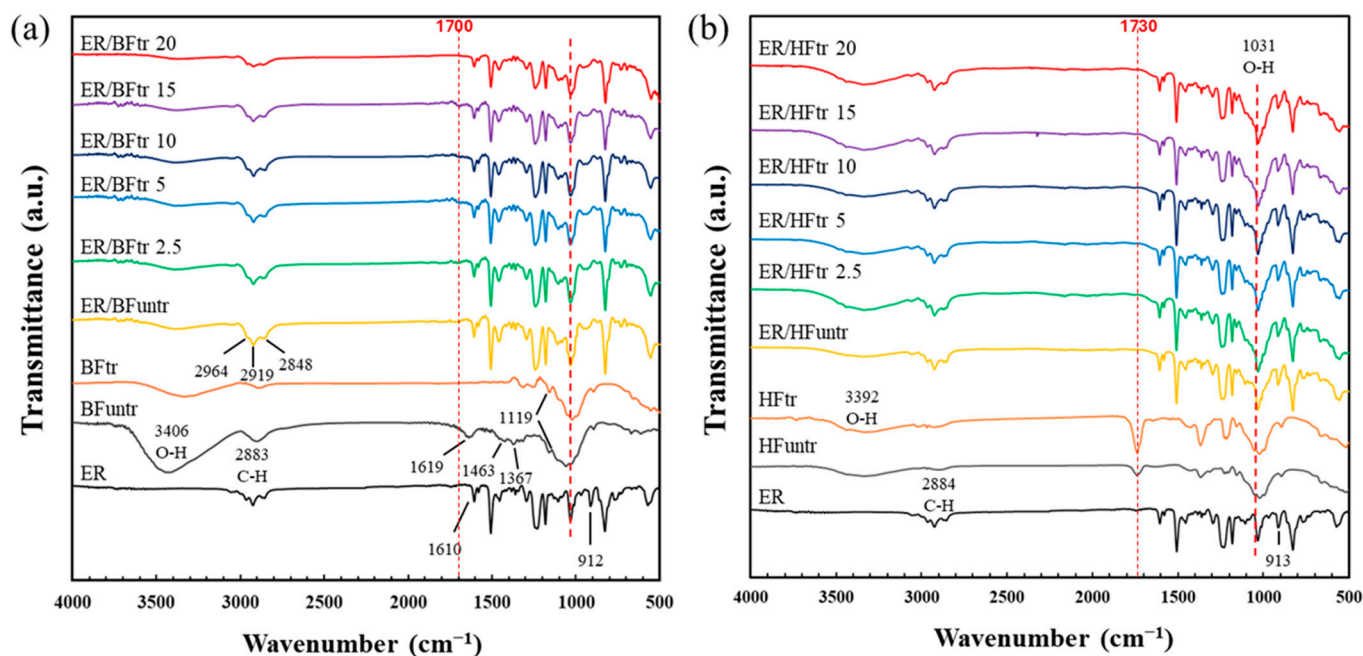 (a)
1700
ER/BFtr 20
ER/BFtr 15
ER/BFtr 10
ER/BFtr 5
ER/BFtr 2.5
ER/BFuntr
2964
2919
2848
BFtr
BFuntr
3406
O-H
2883
C-H
1119
1619
1463
1367
ER
1610
912
Transmittance (a.u.)
4000 3500 3000 2500 2000 1500 1000 500
Wavenumber (cm⁻¹)
(b)
1730
1031
O-H
ER/HFtr 20
ER/HFtr 15
ER/HFtr 10
ER/HFtr 5
ER/HFtr 2.5
ER/HFuntr
HFtr
3392
O-H
HFuntr
2884
C-H
ER
913
Transmittance (a.u.)
4000 3500 3000 2500 2000 1500 1000 500
Wavenumber (cm⁻¹)